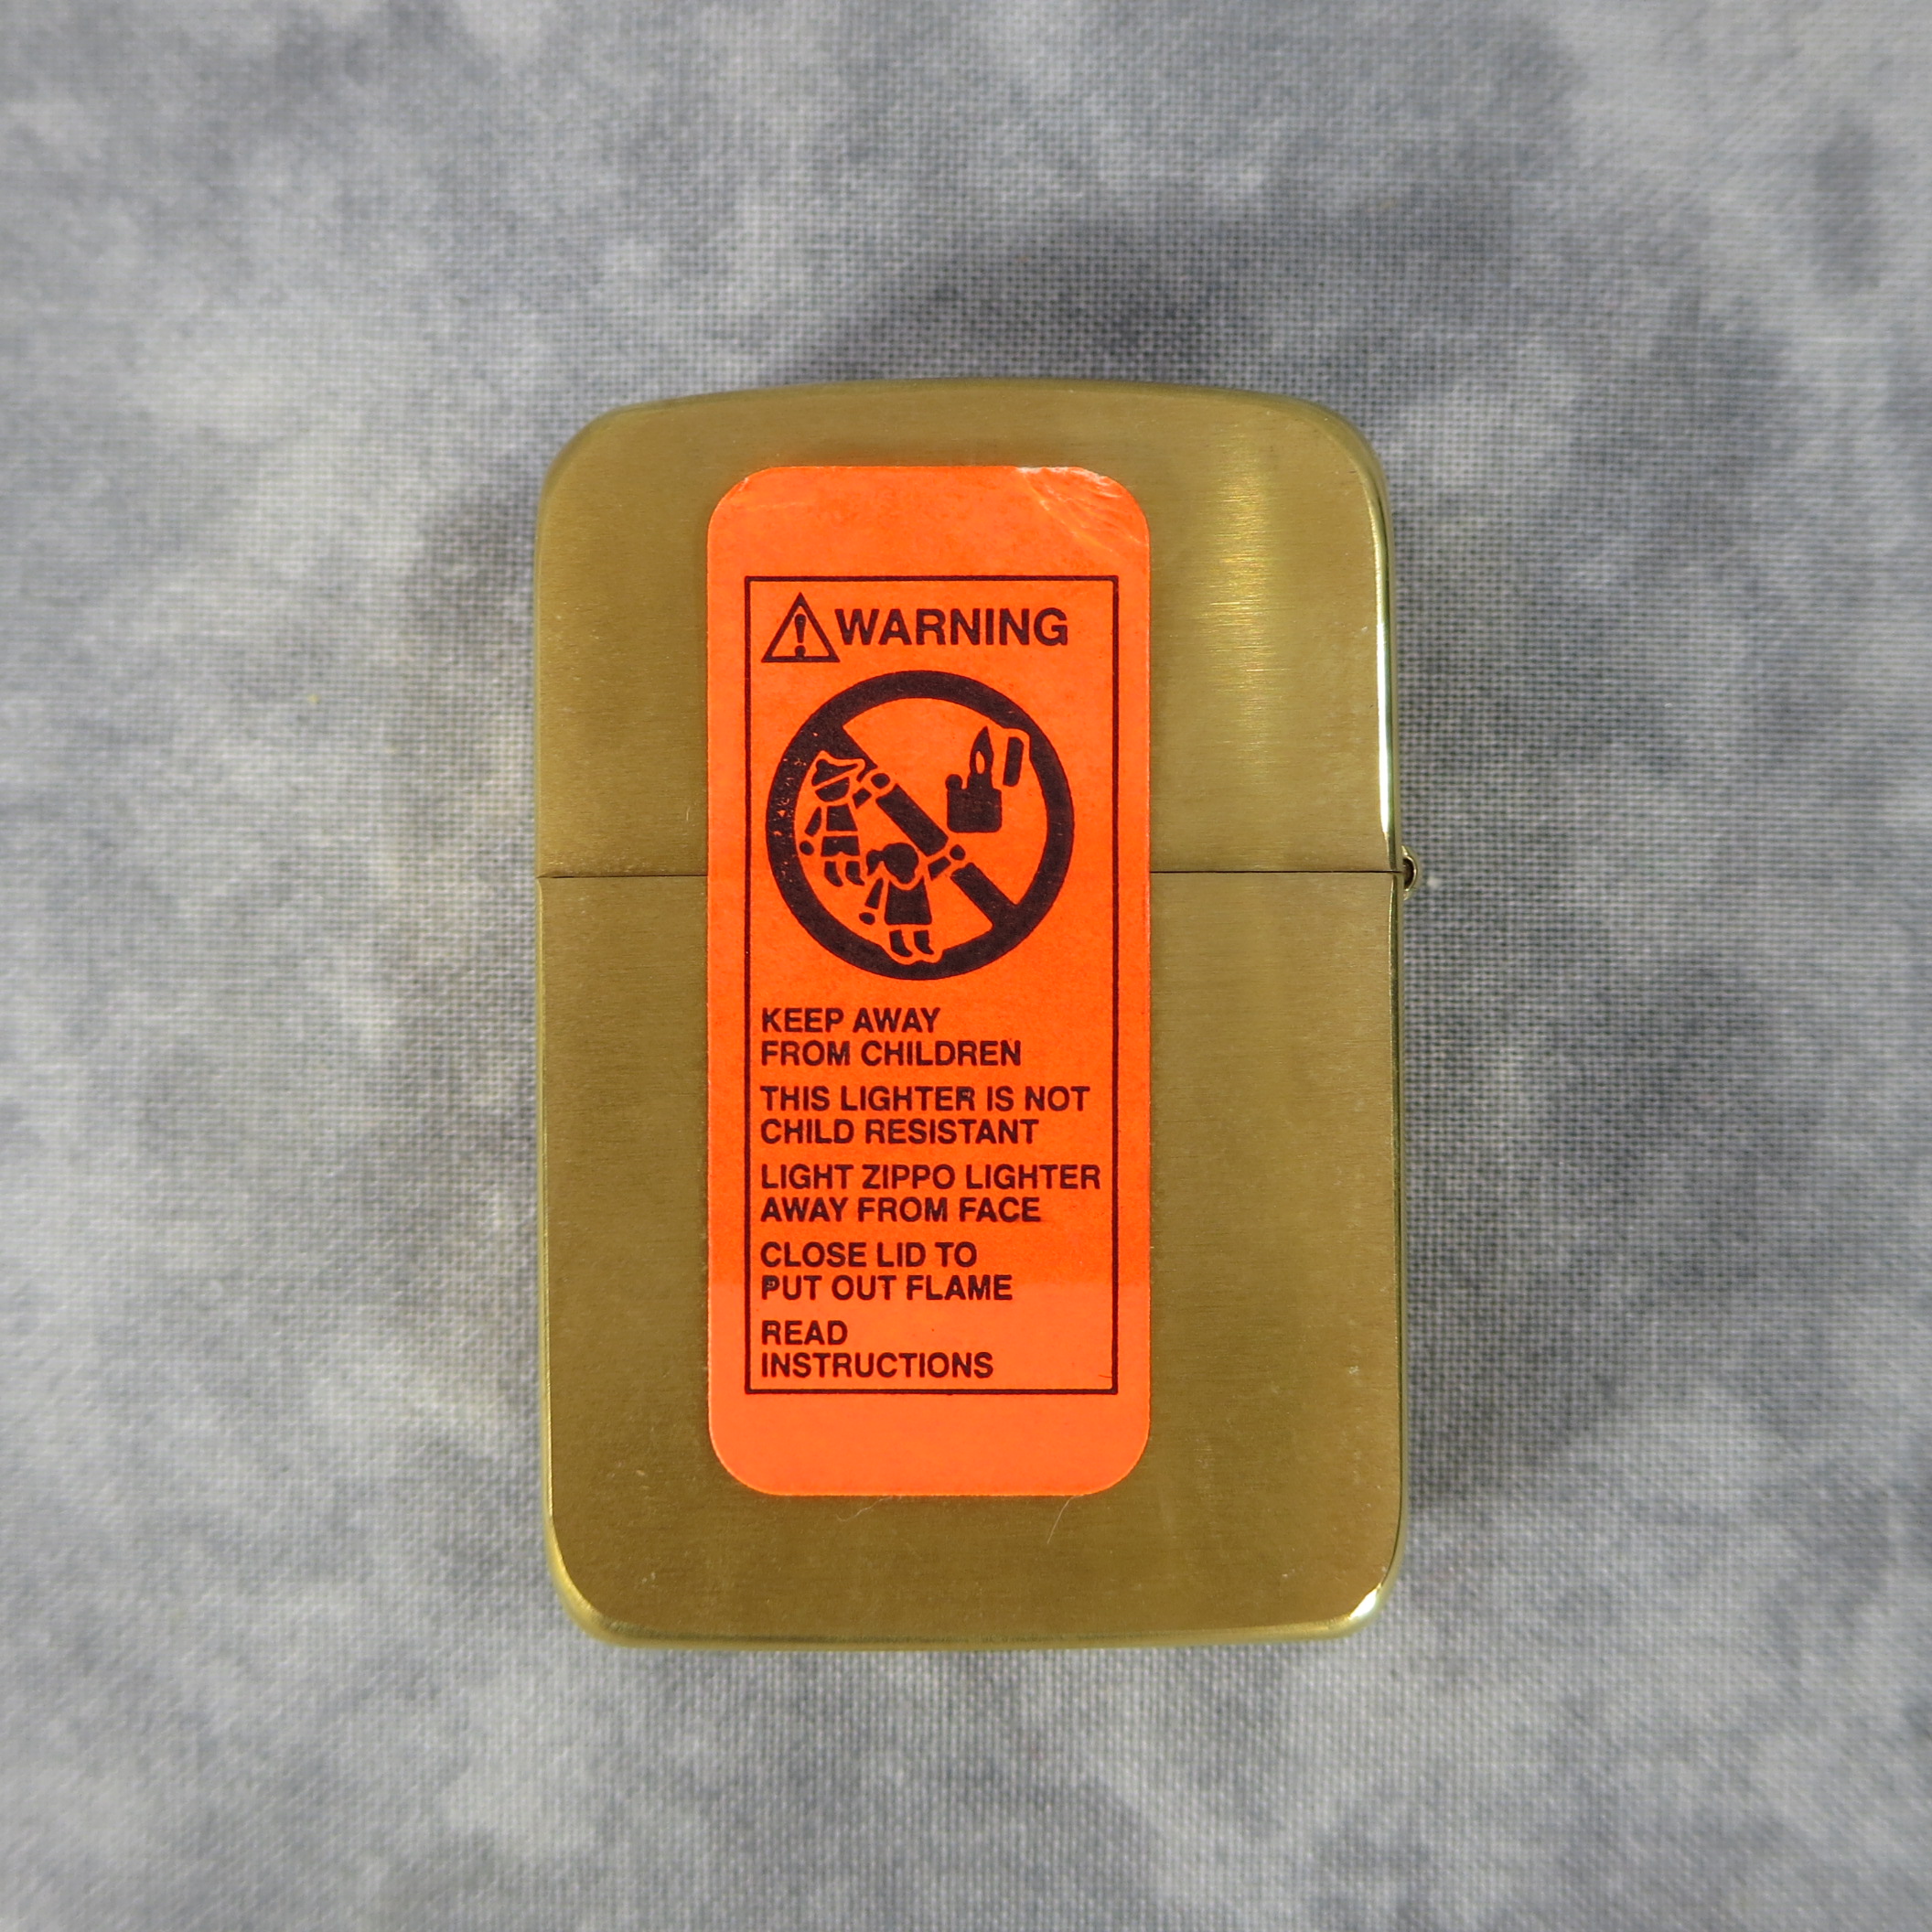 WARNING
KEEP AWAY
FROM CHILDREN
THIS LIGHTER IS NOT
CHILD RESISTANT
LIGHT ZIPPO LIGHTER
AWAY FROM FACE
CLOSE LID TO
PUT OUT FLAME
READ
INSTRUCTIONS